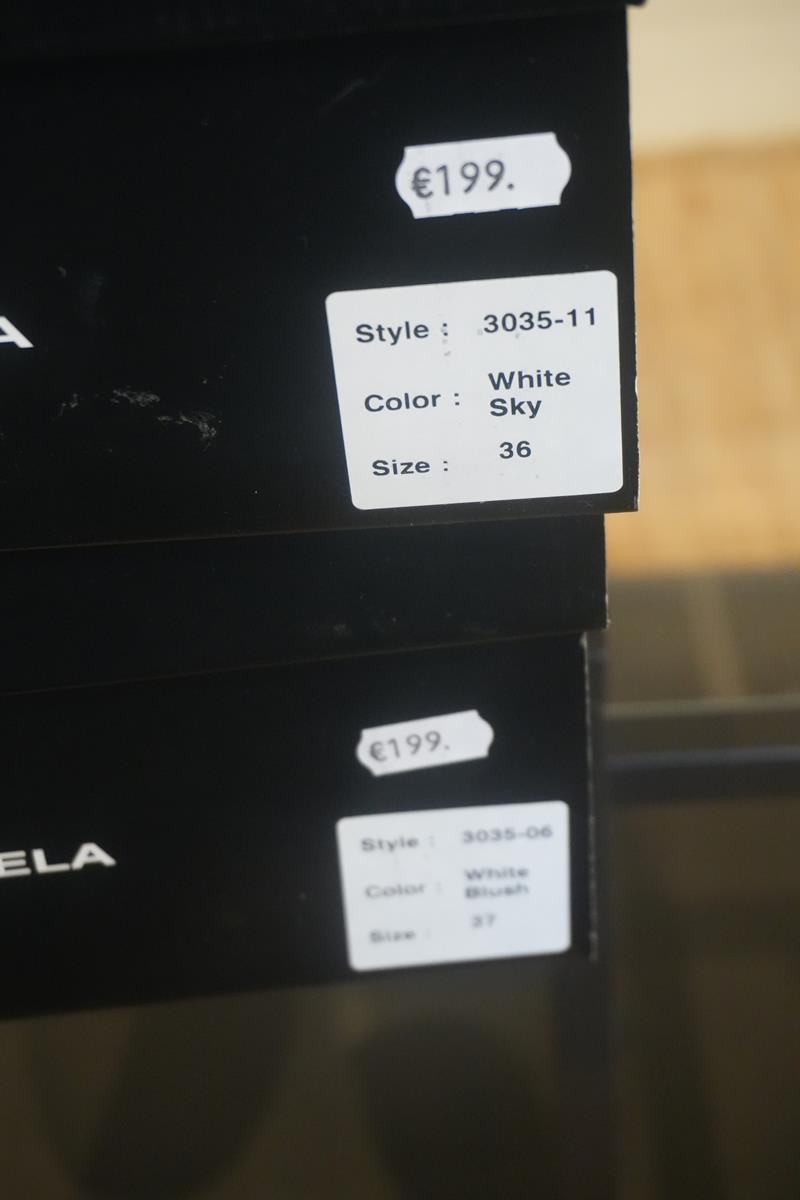 €199.
A
Style : 3035-11
Color : White
Sky
Size : 36
€199.
ELA
Style : 3035-06
Color : White
Blush
Size : 37